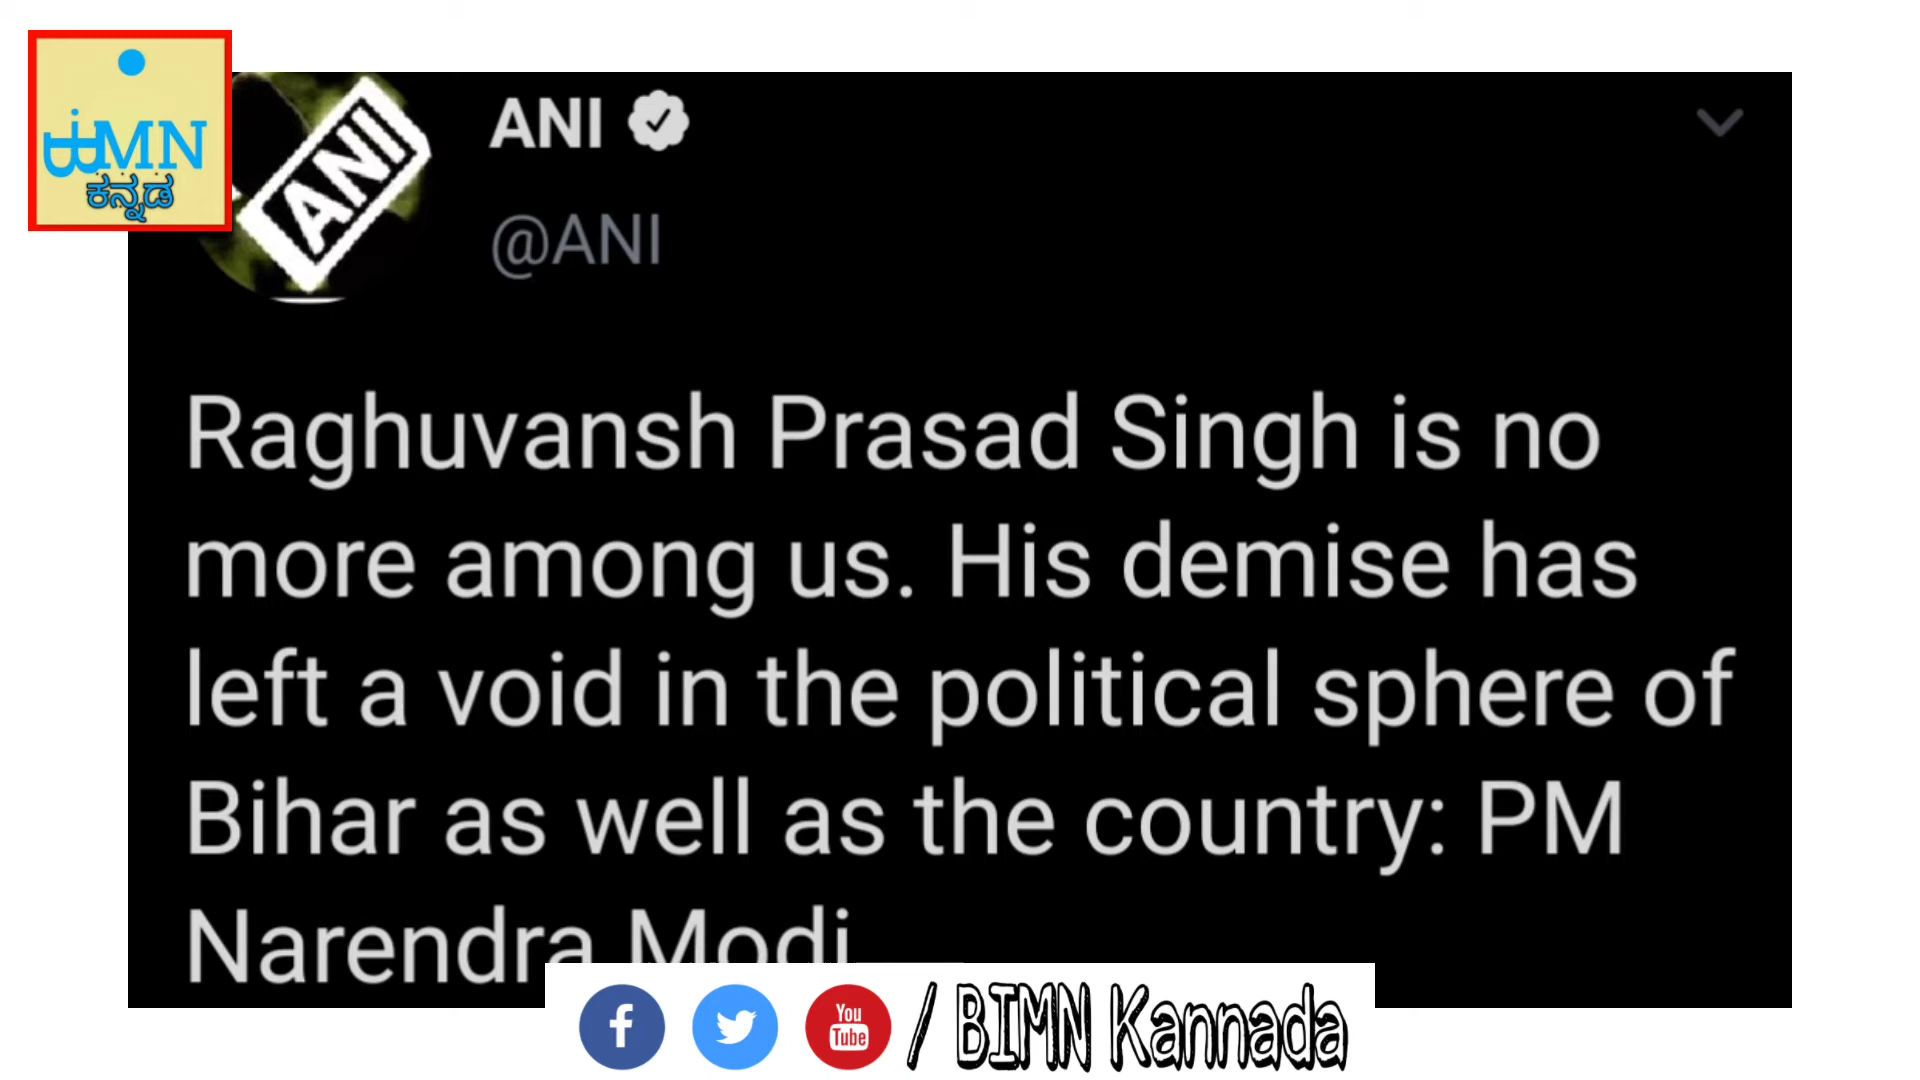 BIMN
ಕನ್ನಡ
ANI
ANI
@ANI
Raghuvansh Prasad Singh is no
more among us. His demise has
left a void in the political sphere of
Bihar as well as the country: PM
Narendra Modi
f
You
Tube
/ BIMN Kannada